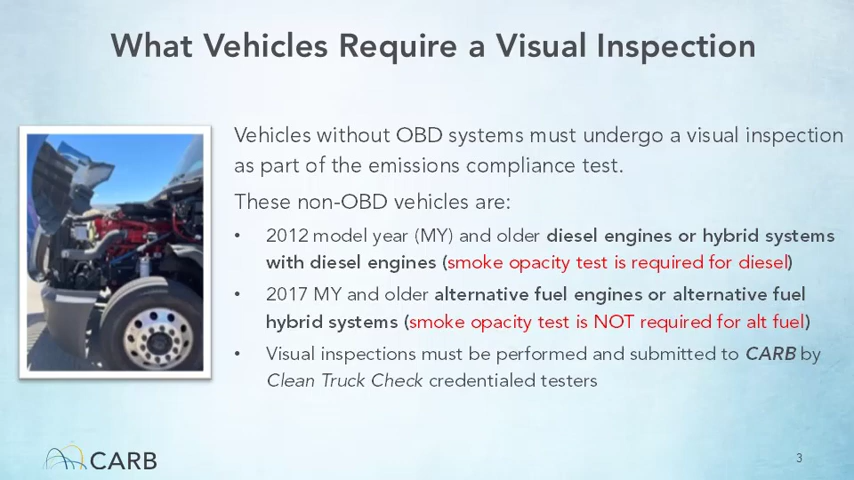 What Vehicles Require a Visual Inspection
Vehicles without OBD systems must undergo a visual inspection
as part of the emissions compliance test.
These non-OBD vehicles are:
• 2012 model year (MY) and older diesel engines or hybrid systems
with diesel engines (smoke opacity test is required for diesel)
• 2017 MY and older alternative fuel engines or alternative fuel
hybrid systems (smoke opacity test is NOT required for alt fuel)
• Visual inspections must be performed and submitted to CARB by
Clean Truck Check credentialed testers
CARB
3